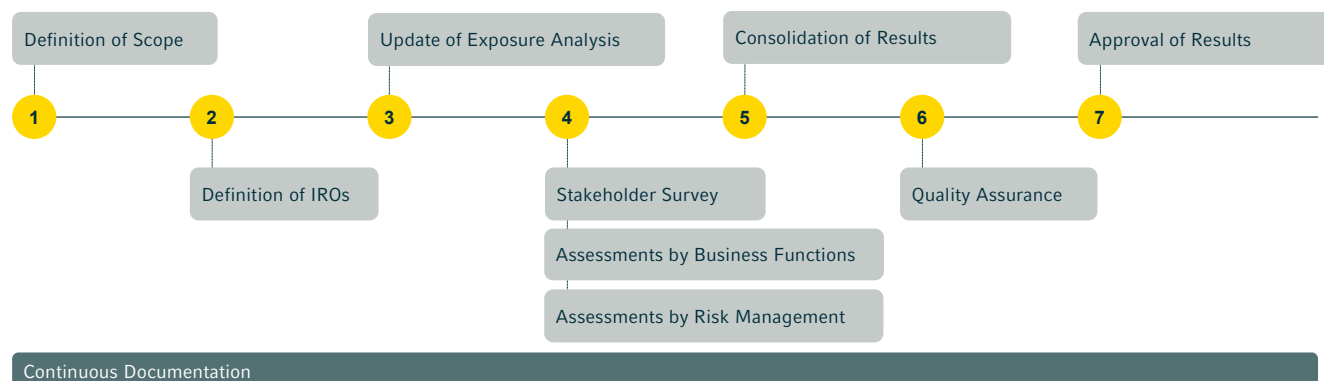 Definition of Scope
Update of Exposure Analysis
Consolidation of Results
Approval of Results
1
2
3
4
5
6
7
Definition of IROs
Stakeholder Survey
Quality Assurance
Assessments by Business Functions
Assessments by Risk Management
Continuous Documentation